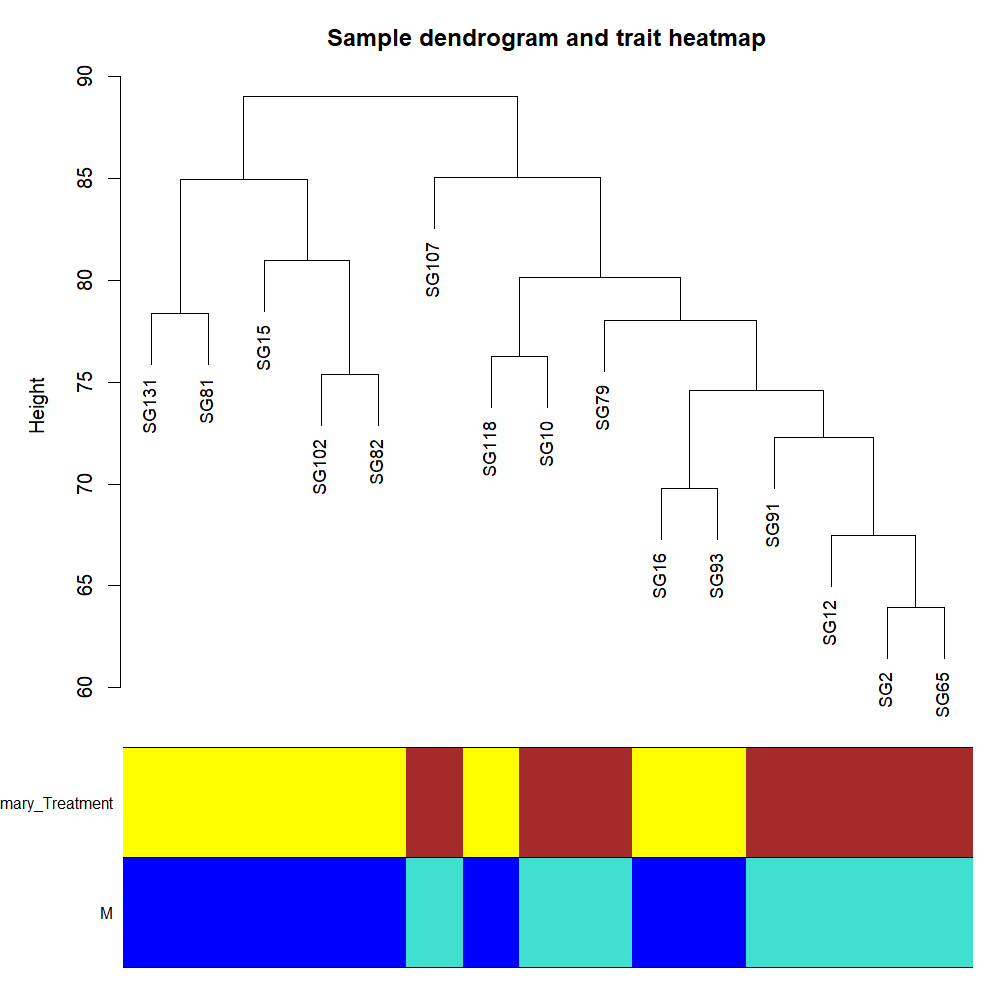 Sample dendrogram and trait heatmap
90
85
80
75
70
65
60
Height
SG131
SG81
SG15
SG102
SG82
SG107
SG118
SG10
SG79
SG16
SG93
SG91
SG12
SG2
SG65
mary_Treatment
M